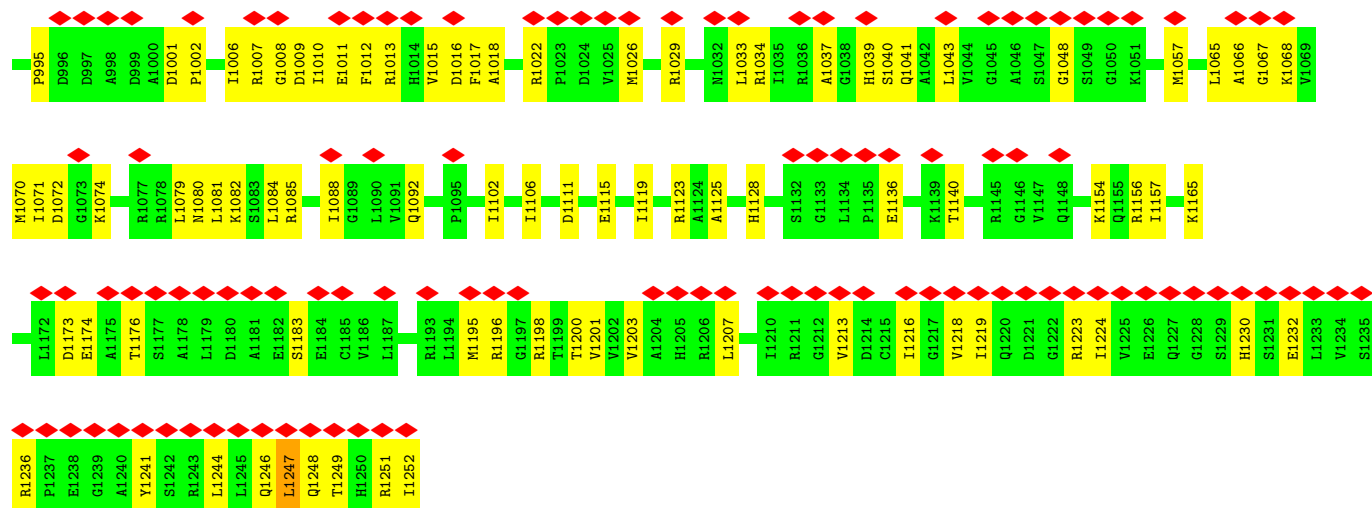 P995 D996 D997 A998 D999 A1000 D1001 P1002 I1006 R1007 G1008 D1009 I1010 E1011 F1012 R1013 H1014 V1015 D1016 F1017 A1018 R1022 P1023 D1024 V1025 M1026 R1029 N1032 L1033 R1034 I1035 R1036 A1037 G1038 H1039 S1040 Q1041 A1042 L1043 V1044 G1045 A1046 S1047 G1048 S1049 G1050 K1051 M1057 L1065 A1066 G1067 K1068 V1069
M1070 I1071 D1072 G1073 K1074 R1077 R1078 L1079 N1080 L1081 K1082 S1083 L1084 R1085 I1088 G1089 L1090 V1091 Q1092 P1095 I1102 I1106 D1111 E1115 I1119 R1123 A1124 A1125 H1128 S1132 G1133 L1134 P1135 E1136 K1139 T1140 R1145 G1146 V1147 Q1148 K1154 Q1155 R1156 I1157 K1165
L1172 D1173 E1174 A1175 T1176 S1177 A1178 L1179 D1180 A1181 E1182 S1183 E1184 C1185 V1186 L1187 R1193 L1194 M1195 R1196 G1197 R1198 T1199 T1200 V1201 V1202 V1203 A1204 H1205 R1206 L1207 I1210 R1211 G1212 V1213 D1214 C1215 I1216 G1217 V1218 I1219 Q1220 D1221 G1222 R1223 I1224 V1225 E1226 Q1227 G1228 S1229 H1230 S1231 E1232 L1233 V1234 S1235
R1236 P1237 E1238 G1239 A1240 Y1241 S1242 R1243 L1244 L1245 Q1246 L1247 Q1248 T1249 H1250 R1251 I1252